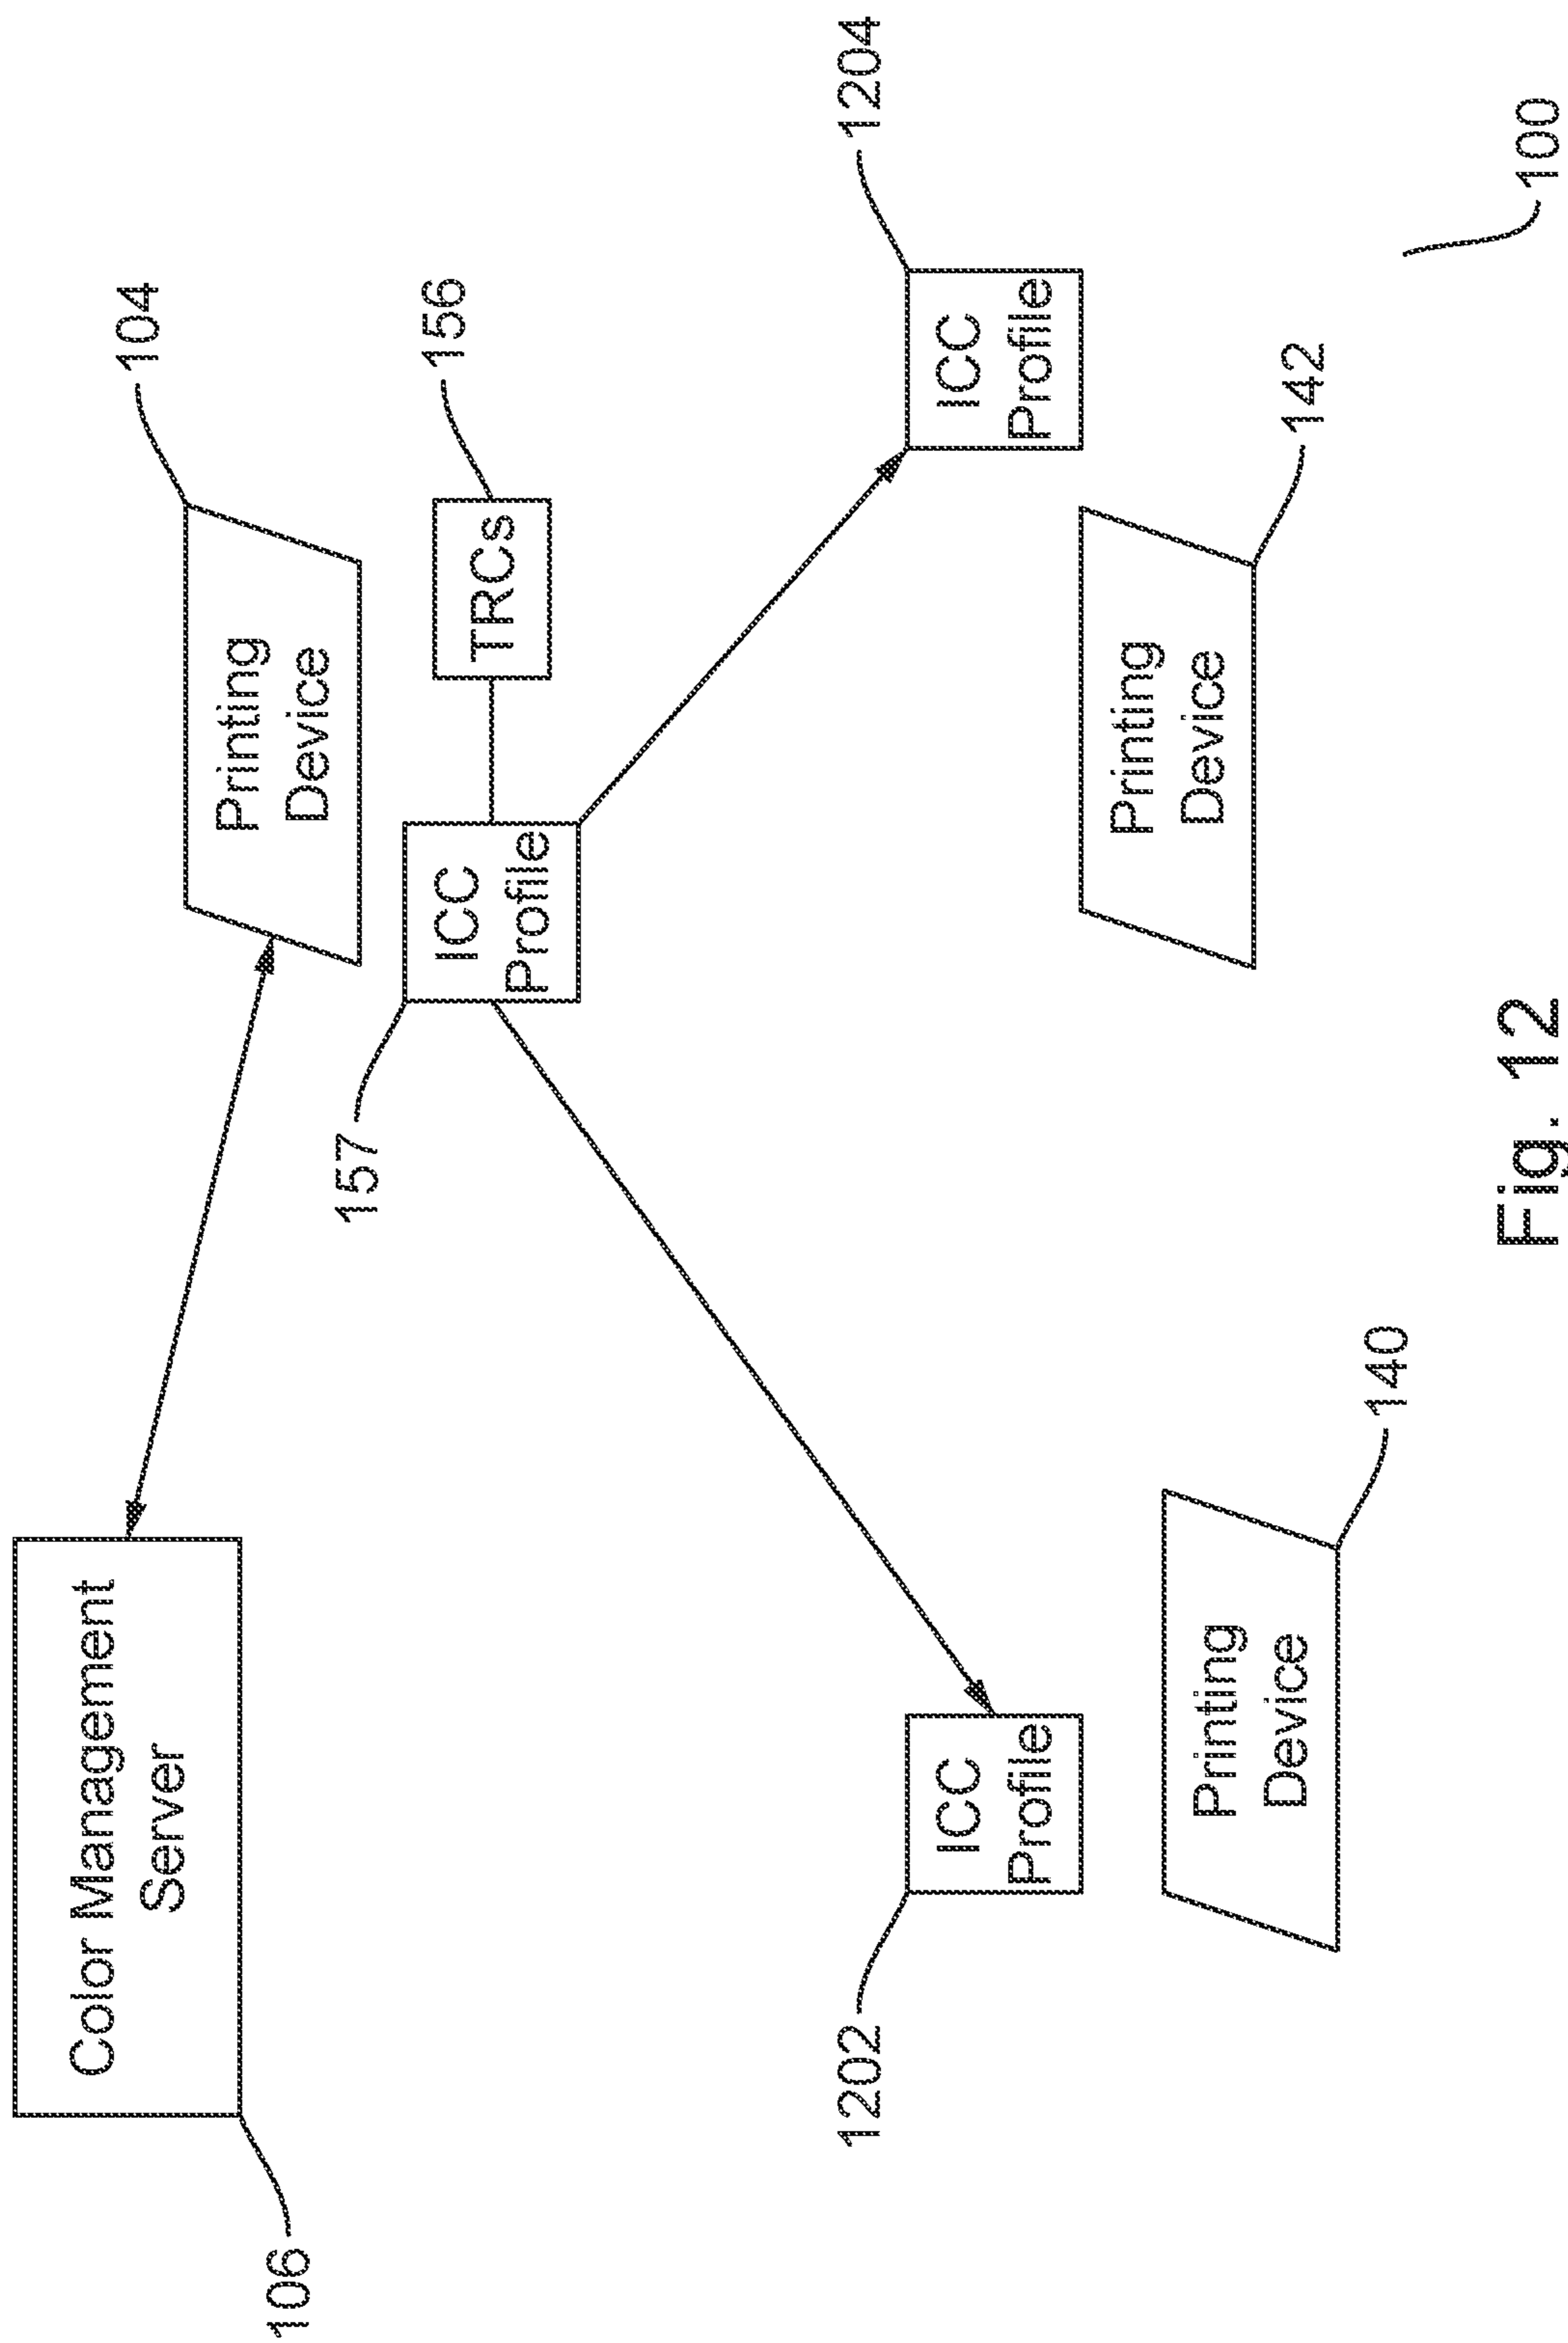 Color Management
Server
106
104
Printing
Device
157
ICC
Profile
TRCs
156
1202
ICC
Profile
ICC
Profile
1204
Printing
Device
140
Printing
Device
142
100
Fig. 12